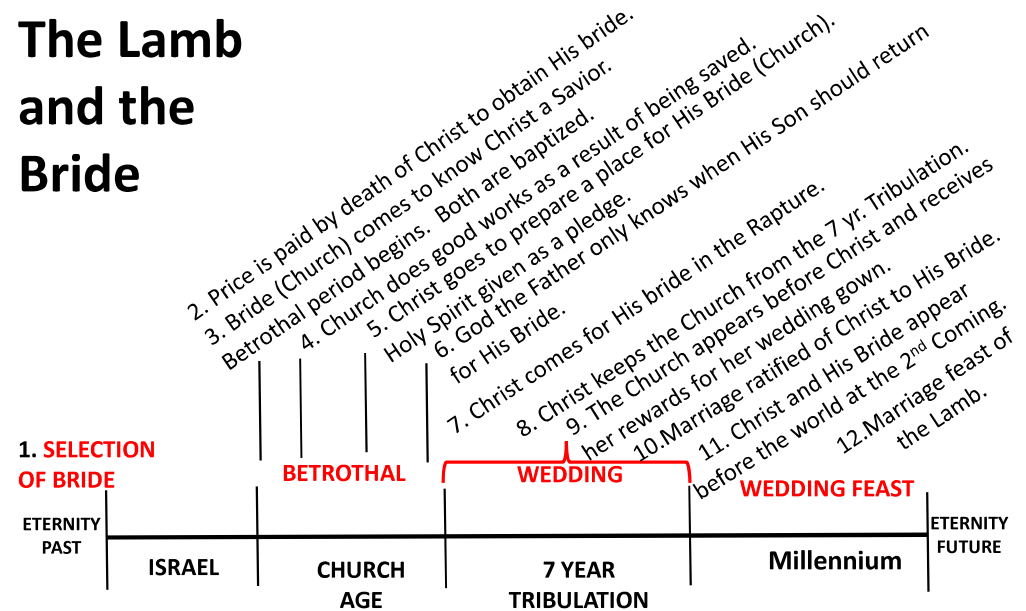 The Lamb
and the
Bride
2. Price is paid by death of Christ to obtain His bride.
3. Bride (Church) comes to know Christ a Savior.
Betrothal period begins.  Both are baptized.
4. Church does good works as a result of being saved.
5. Christ goes to prepare a place for His Bride (Church).
Holy Spirit given as a pledge.
6. God the Father only knows when His Son should return
for His Bride.
7. Christ comes for His bride in the Rapture.
8. Christ keeps the Church from the 7 yr. Tribulation.
9. The Church appears before Christ and receives
her rewards for her wedding gown.
10.Marriage ratified of Christ to His Bride.
11. Christ and His Bride appear
before the world at the 2nd Coming.
12.Marriage feast of
the Lamb.
1. SELECTION
OF BRIDE
BETROTHAL
WEDDING
WEDDING FEAST
ETERNITY
PAST
ISRAEL
CHURCH
AGE
7 YEAR
TRIBULATION
Millennium
ETERNITY
FUTURE